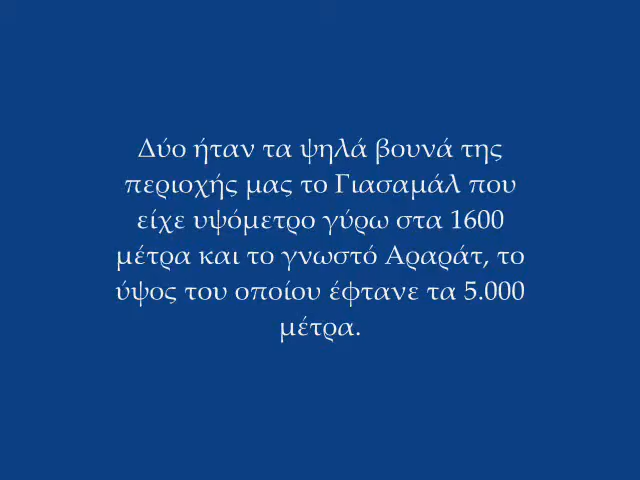 Δύο ήταν τα ψηλά βουνά της
περιοχής μας το Γιασαμάλ που
είχε υψόμετρο γύρω στα 1600
μέτρα και το γνωστό Αραράτ, το
ύψος του οποίου έφτανε τα 5.000
μέτρα.